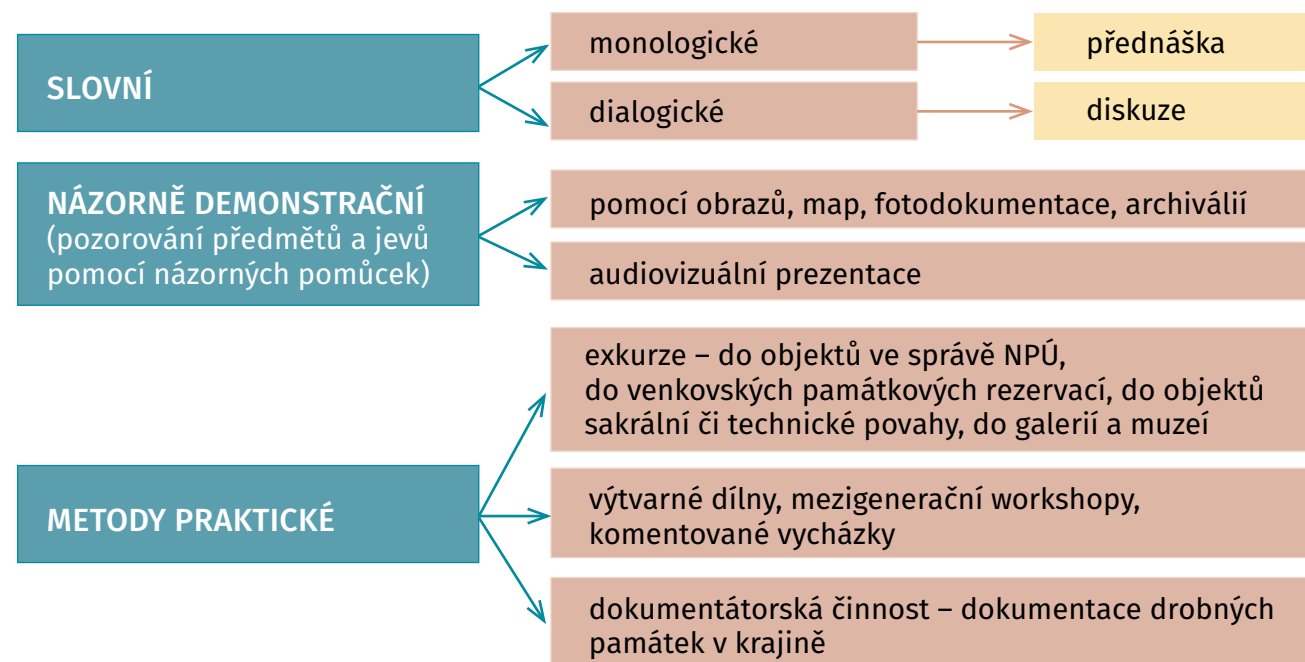 SLOVNÍ
monologické
přednáška
dialogické
diskuze
NÁZORNĚ DEMONSTRAČNÍ
(pozorování předmětů a jevů
pomocí názorných pomůcek)
pomocí obrazů, map, fotodokumentace, archiválií
audiovizuální prezentace
METODY PRAKTICKÉ
exkurze – do objektů ve správě NPÚ,
do venkovských památkových rezervací, do objektů
sakrální či technické povahy, do galerií a muzeí
výtvarné dílny, mezigenerační workshopy,
komentované vycházky
dokumentátorská činnost – dokumentace drobných
památek v krajině